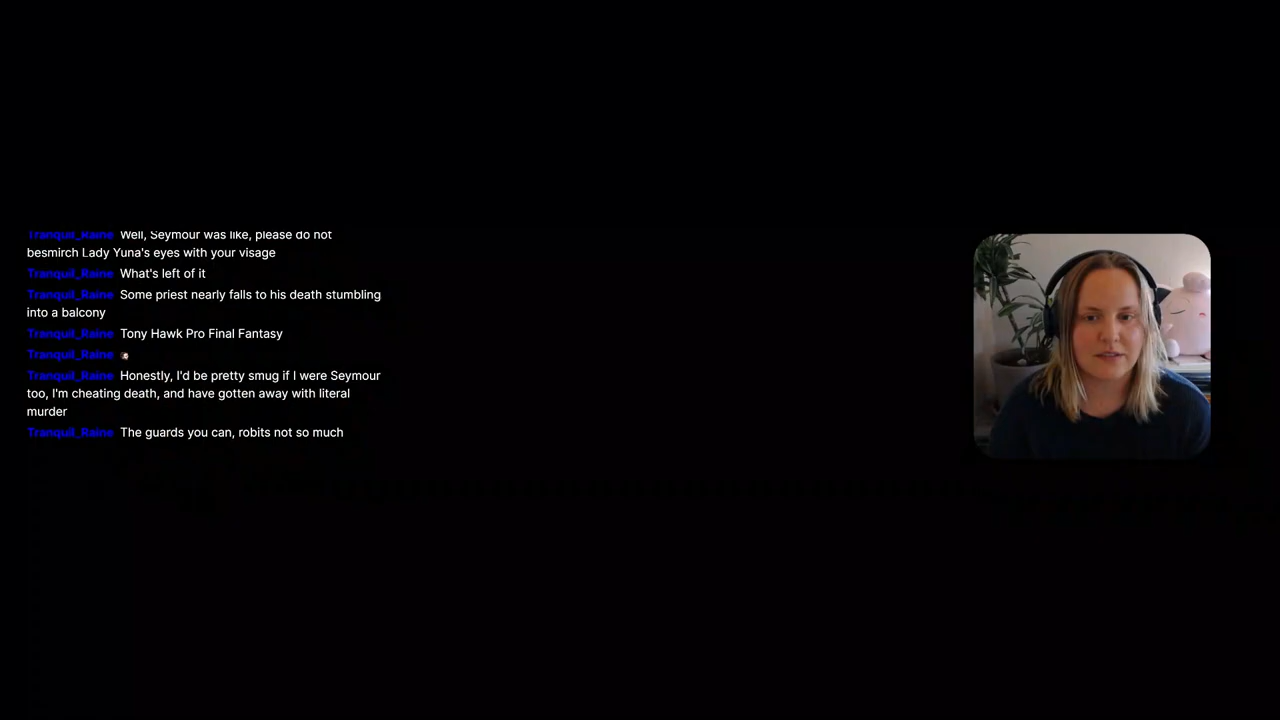 Tranquil_Raine Well, Seymour was like, please do not
besmirch Lady Yuna's eyes with your visage
Tranquil_Raine What's left of it
Tranquil_Raine Some priest nearly falls to his death stumbling
into a balcony
Tranquil_Raine Tony Hawk Pro Final Fantasy
Tranquil_Raine
Tranquil_Raine Honestly, I'd be pretty smug if I were Seymour
too, I'm cheating death, and have gotten away with literal
murder
Tranquil_Raine The guards you can, robits not so much